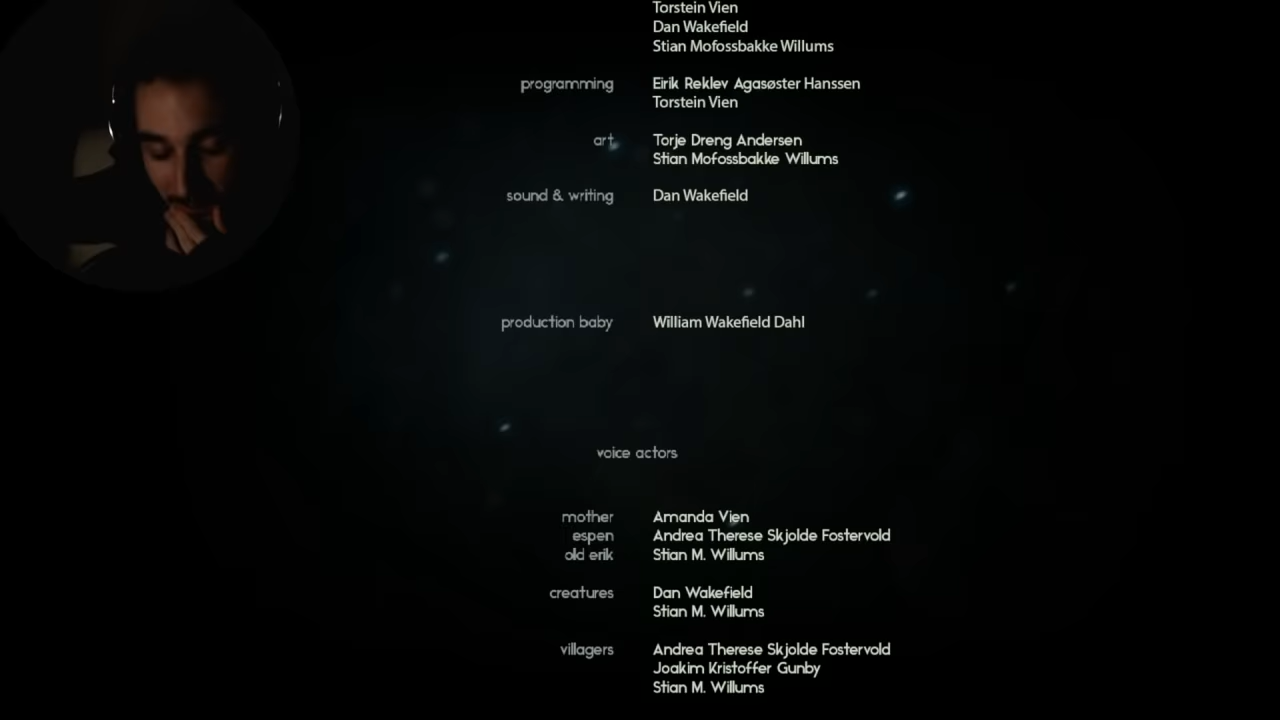 Torstein Vien
Dan Wakefield
Stian Mofossbakke Willums
programming Eirik Reklev Agasøster Hanssen
Torstein Vien
art Torje Dreng Andersen
Stian Mofossbakke Willums
sound & writing Dan Wakefield
production baby William Wakefield Dahl
voice actors
mother Amanda Vien
espen Andrea Therese Skjolde Fostervold
old erik Stian M. Willums
creatures Dan Wakefield
Stian M. Willums
villagers Andrea Therese Skjolde Fostervold
Joakim Kristoffer Gunby
Stian M. Willums